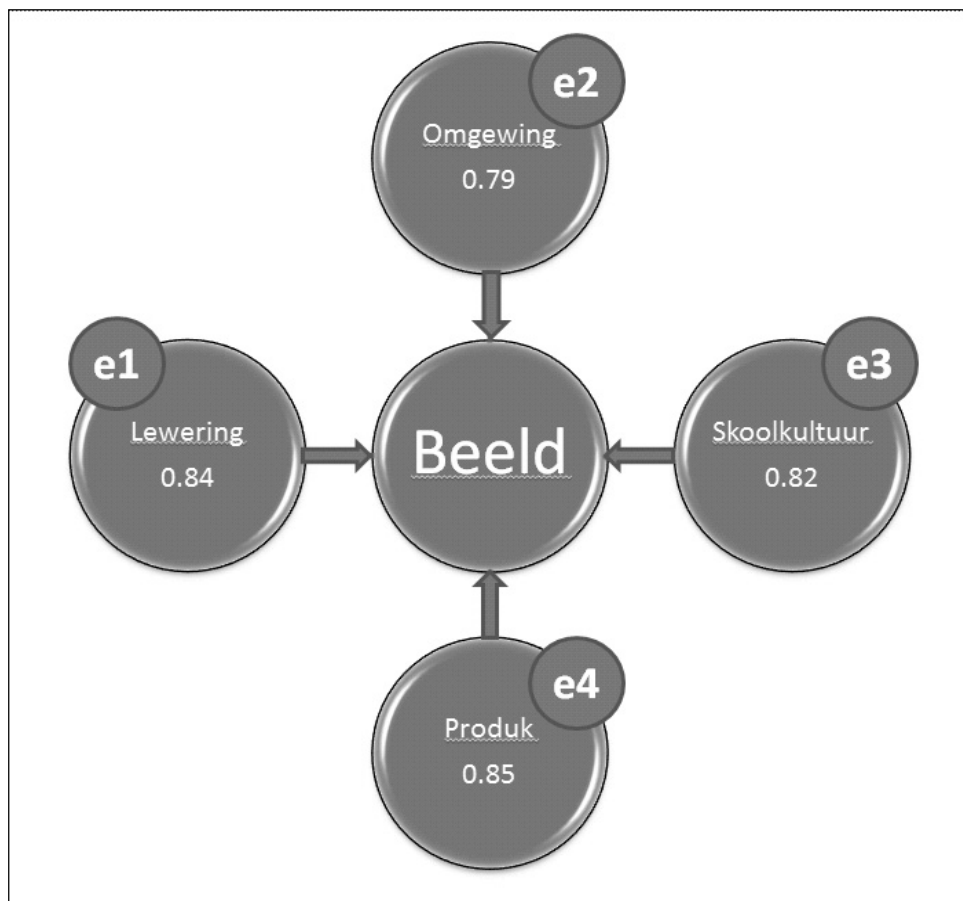 e2
Omgewing
0.79
e1
Lewering
0.84
Beeld
e3
Skoolkultuur
0.82
e4
Produk
0.85